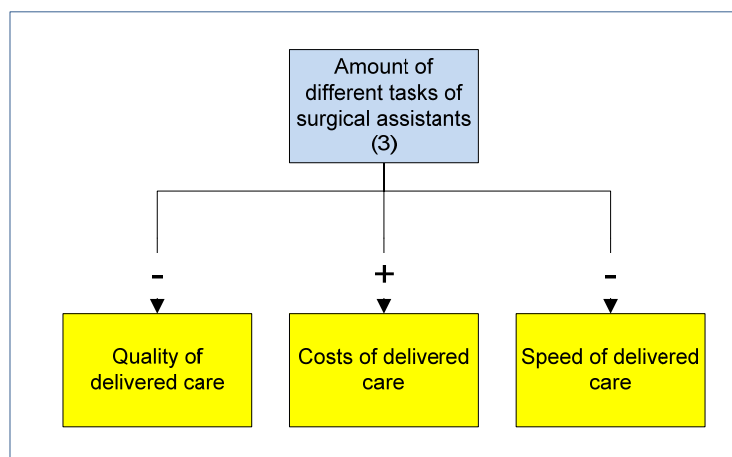 Amount of
different tasks of
surgical assistants
(3)
-
+
-
Quality of
delivered care
Costs of delivered
care
Speed of delivered
care